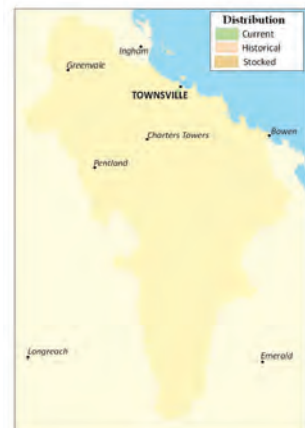 Distribution
Current
Historical
Stocked
Ingham
Greenvale
TOWNSVILLE
Charters Towers
Bowen
Pentland
Longreach
Emerald